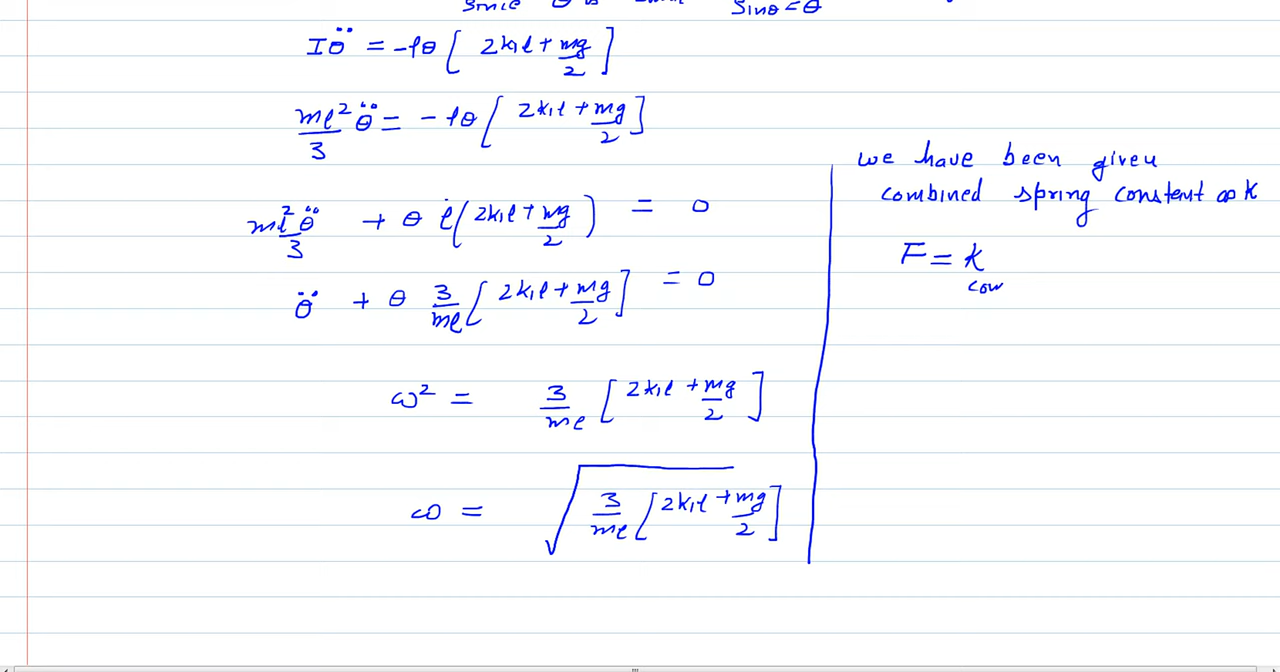 Sinθ = θ
Iθ̈ = -lθ [ 2k₁l + mg/2 ]
ml²/3 θ̈ = -lθ [ 2k₁l + mg/2 ]
ml²θ̈/3 + θ l ( 2k₁l + mg/2 ) = 0
θ̈ + θ 3/ml [ 2k₁l + mg/2 ] = 0
ω² = 3/ml [ 2k₁l + mg/2 ]
ω = √ 3/ml [ 2k₁l + mg/2 ]
we have been given
combined spring constent as K
F = k
com